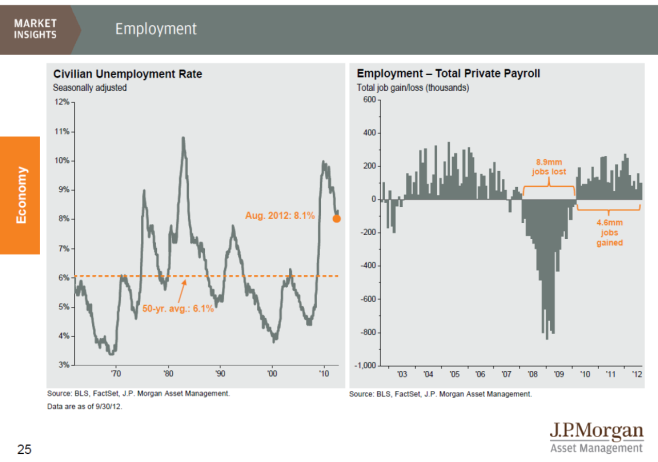 MARKET
INSIGHTS
Employment
Economy
Civilian Unemployment Rate
Seasonally adjusted
12%
11%
10%
9%
8%
7%
6%
5%
4%
3%
Aug. 2012: 8.1%
50-yr. avg.: 6.1%
'70
'80
'90
'00
'10
Source: BLS, FactSet, J.P. Morgan Asset Management.
Data are as of 9/30/12.
Employment – Total Private Payroll
Total job gain/loss (thousands)
600
400
200
0
-200
-400
-600
-800
-1,000
8.9mm
jobs lost
4.6mm
jobs
gained
'03
'04
'05
'06
'07
'08
'09
'10
'11
'12
Source: BLS, FactSet, J.P. Morgan Asset Management.
25
J.P.Morgan
Asset Management